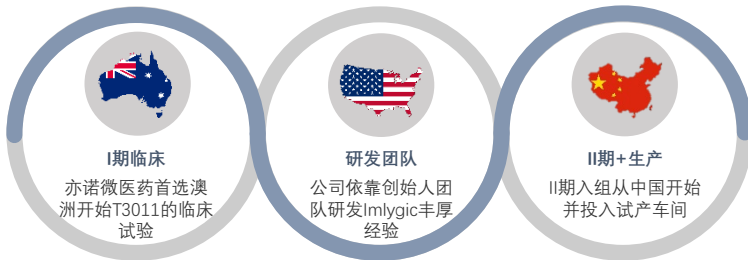 I期临床
亦诺微医药首选澳
洲开始T3011的临床
试验
研发团队
公司依靠创始人团
队研发Imlygic丰厚
经验
II期+生产
II期入组从中国开始
并投入试产车间